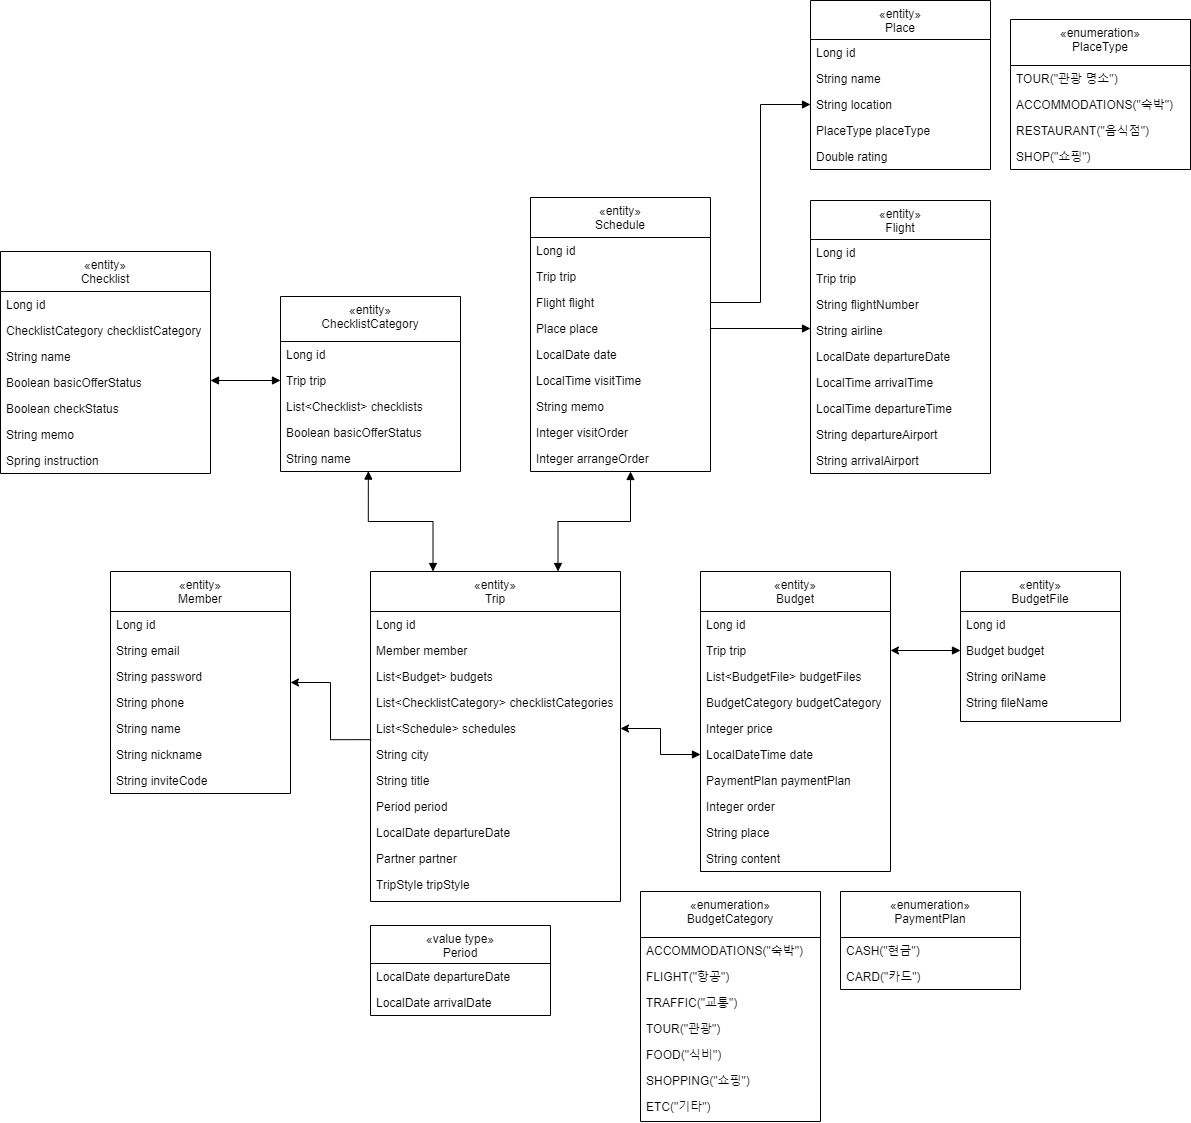 «entity»
Place
Long id
String name
String location
PlaceType placeType
Double rating
«enumeration»
PlaceType
TOUR("관광 명소")
ACCOMMODATIONS("숙박")
RESTAURANT("음식점")
SHOP("쇼핑")
«entity»
Schedule
Long id
Trip trip
Flight flight
Place place
LocalDate date
LocalTime visitTime
String memo
Integer visitOrder
Integer arrangeOrder
«entity»
Flight
Long id
Trip trip
String flightNumber
String airline
LocalDate departureDate
LocalTime arrivalTime
LocalTime departureTime
String departureAirport
String arrivalAirport
«entity»
Checklist
Long id
ChecklistCategory checklistCategory
String name
Boolean basicOfferStatus
Boolean checkStatus
String memo
Spring instruction
«entity»
ChecklistCategory
Long id
Trip trip
List<Checklist> checklists
Boolean basicOfferStatus
String name
«entity»
Member
Long id
String email
String password
String phone
String name
String nickname
String inviteCode
«entity»
Trip
Long id
Member member
List<Budget> budgets
List<ChecklistCategory> checklistCategories
List<Schedule> schedules
String city
String title
Period period
LocalDate departureDate
Partner partner
TripStyle tripStyle
«entity»
Budget
Long id
Trip trip
List<BudgetFile> budgetFiles
BudgetCategory budgetCategory
Integer price
LocalDateTime date
PaymentPlan paymentPlan
Integer order
String place
String content
«entity»
BudgetFile
Long id
Budget budget
String oriName
String fileName
«value type»
Period
LocalDate departureDate
LocalDate arrivalDate
«enumeration»
BudgetCategory
ACCOMMODATIONS("숙박")
FLIGHT("항공")
TRAFFIC("교통")
TOUR("관광")
FOOD("식비")
SHOPPING("쇼핑")
ETC("기타")
«enumeration»
PaymentPlan
CASH("현금")
CARD("카드")